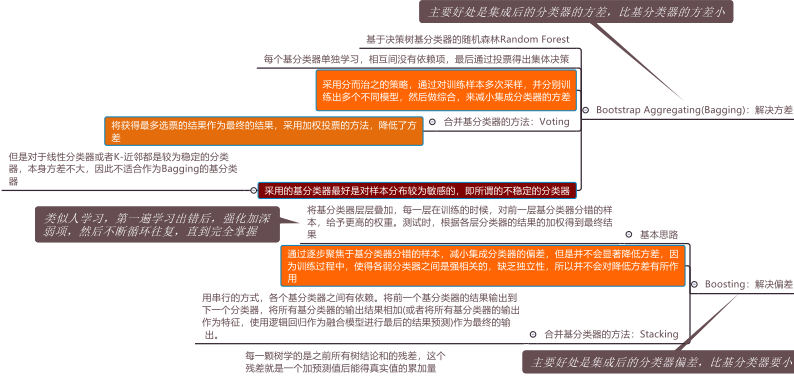 主要好处是集成后的分类器的方差，比基分类器的方差小
基于决策树基分类器的随机森林Random Forest
每个基分类器单独学习，相互间没有依赖项，最后通过投票得出集体决策
采用分而治之的策略，通过对训练样本多次采样，并分别训
练出多个不同模型，然后做综合，来减小集成分类器的方差
Bootstrap Aggregating(Bagging)：解决方差
将获得最多选票的结果作为最终的结果，采用加权投票的方法，降低了方
差
合并基分类器的方法：Voting
但是对于线性分类器或者K-近邻都是较为稳定的分类
器，本身方差不大，因此不适合作为Bagging的基分类
器
采用的基分类器最好是对样本分布较为敏感的，即所谓的不稳定的分类器
类似人学习，第一遍学习出错后，强化加深
弱项，然后不断循环往复，直到完全掌握
将基分类器层层叠加，每一层在训练的时候，对前一层基分类器分错的样
本，给予更高的权重。测试时，根据各层分类器的结果的加权得到最终结
果
基本思路
通过逐步聚焦于基分类器分错的样本，减小集成分类器的偏差，但是并不会显著降低方差，因
为训练过程中，使得各弱分类器之间是强相关的，缺乏独立性，所以并不会对降低方差有所作
用
Boosting：解决偏差
用串行的方式，各个基分类器之间有依赖。将前一个基分类器的结果输出到
下一个分类器，将所有基分类器的输出结果相加(或者将所有基分类器的输出
作为特征，使用逻辑回归作为融合模型进行最后的结果预测)作为最终的输
出。
合并基分类器的方法：Stacking
每一颗树学的是之前所有树结论和的残差，这个
残差就是一个加预测值后能得真实值的累加量
主要好处是集成后的分类器偏差，比基分类器要小